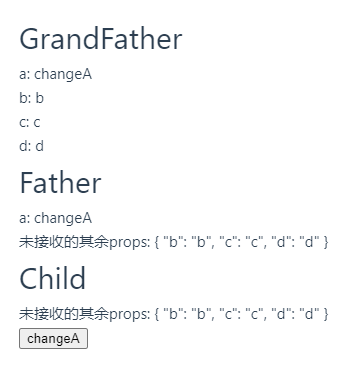 GrandFather
a: changeA
b: b
c: c
d: d
Father
a: changeA
未接收的其余props: { "b": "b", "c": "c", "d": "d" }
Child
未接收的其余props: { "b": "b", "c": "c", "d": "d" }
changeA